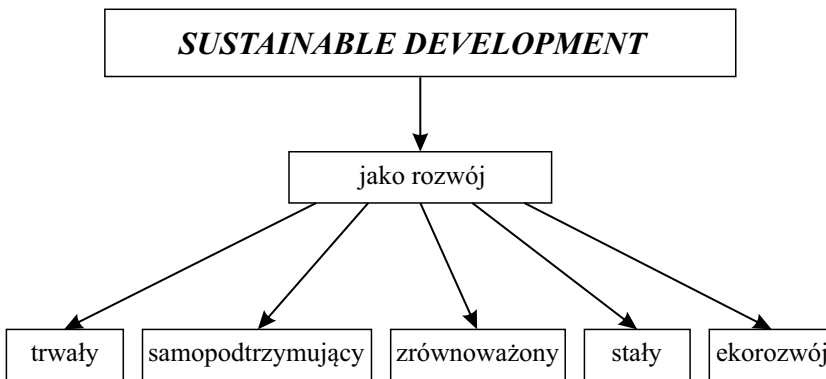 SUSTAINABLE DEVELOPMENT
jako rozwój
trwały samopodtrzymujący zrównoważony stały ekorozwój